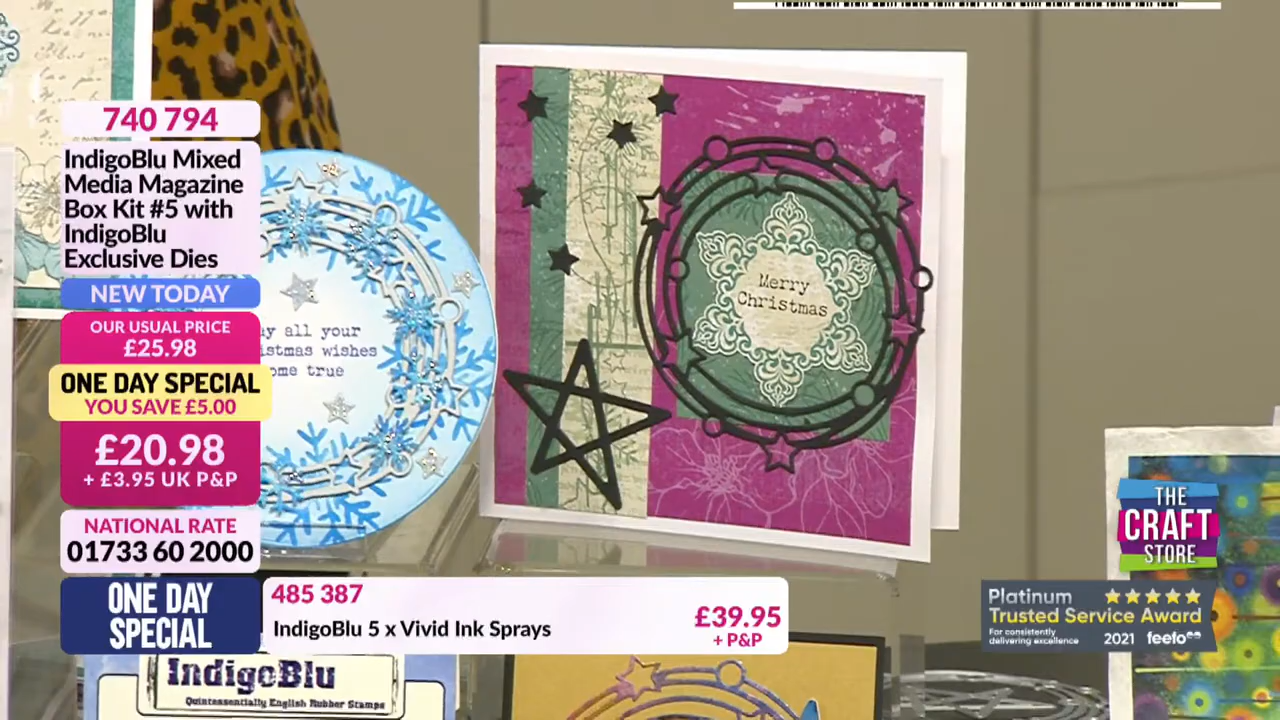 740 794
IndigoBlu Mixed
Media Magazine
Box Kit #5 with
IndigoBlu
Exclusive Dies
NEW TODAY
OUR USUAL PRICE
£25.98
ONE DAY SPECIAL
YOU SAVE £5.00
£20.98
+ £3.95 UK P&P
NATIONAL RATE
01733 60 2000
ONE DAY
SPECIAL
485 387
IndigoBlu 5 x Vivid Ink Sprays
£39.95
+ P&P
all your
wishes
true
Merry
Christmas
THE
CRAFT
STORE
Platinum
Trusted Service Award
For consistently
delivering excellence
2021 feefo
IndigoBlu
Quintessentially English Rubber Stamps